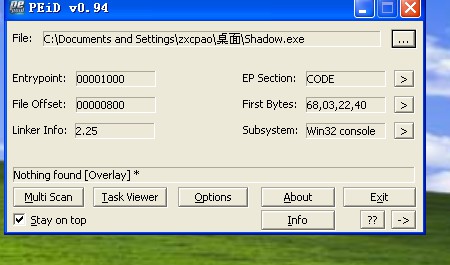 PEiD v0.94
File: C:\Documents and Settings\zxcpao\桌面\Shadow.exe ...
Entrypoint: 00001000 EP Section: CODE >
File Offset: 00000800 First Bytes: 68,03,22,40 >
Linker Info: 2.25 Subsystem: Win32 console >
Nothing found [Overlay] *
Multi Scan Task Viewer Options About Exit
Stay on top Info ?? ->